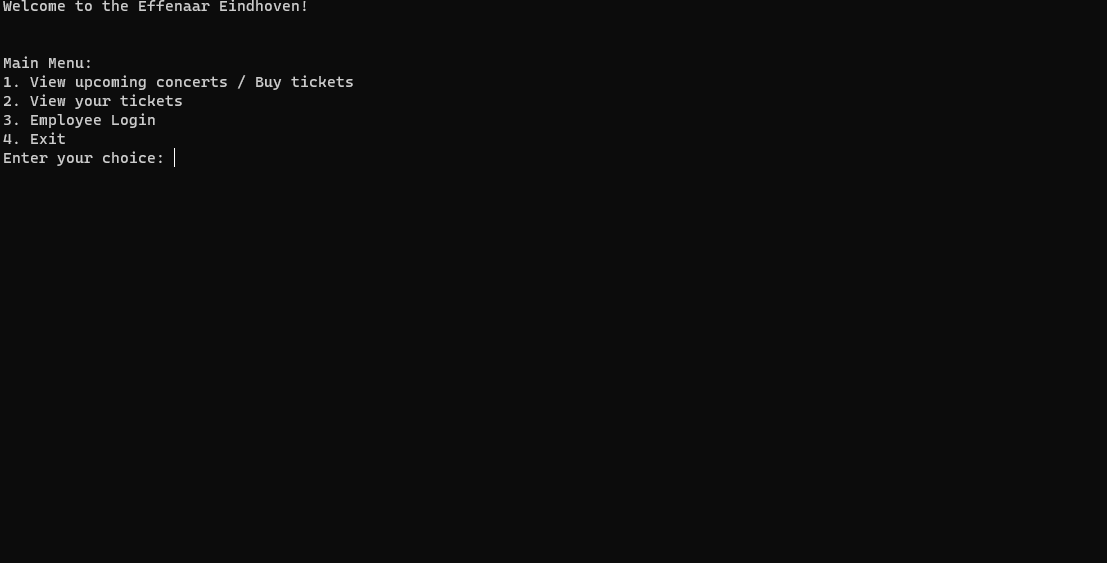 Welcome to the Effenaar Eindhoven!
Main Menu:
1. View upcoming concerts / Buy tickets
2. View your tickets
3. Employee Login
4. Exit
Enter your choice: